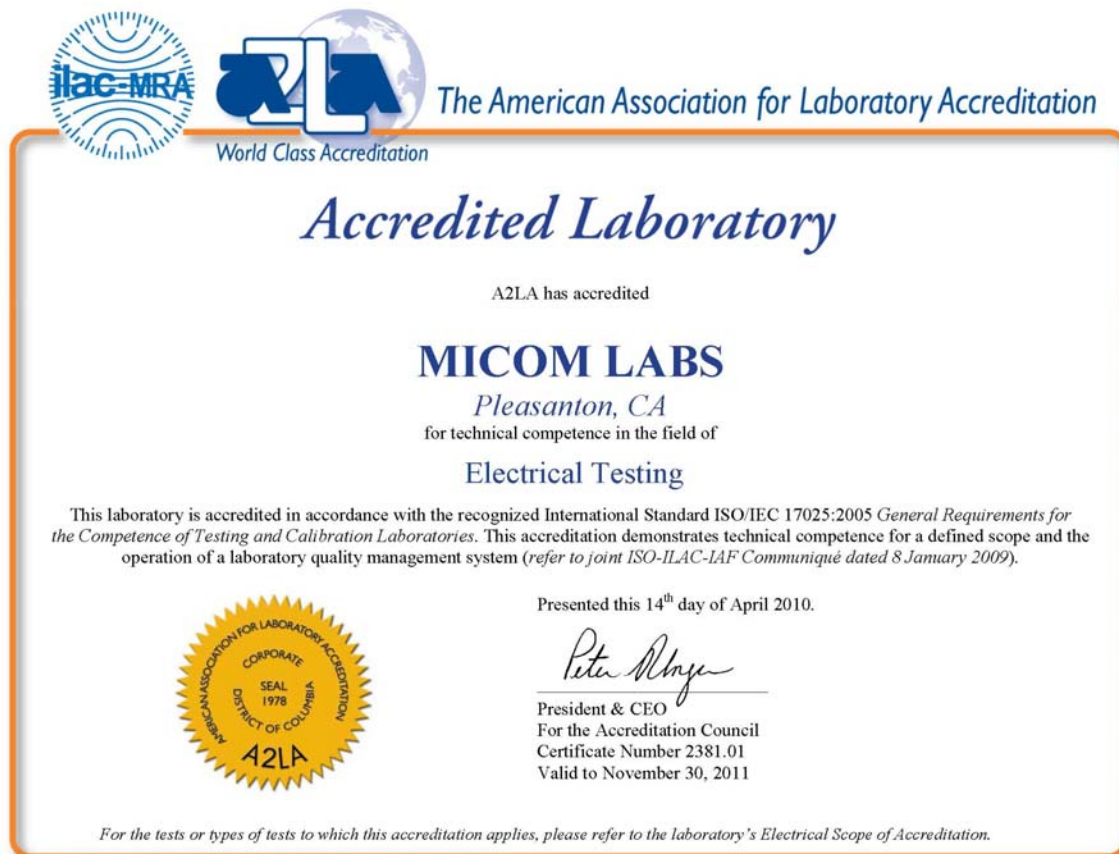 ilac-MRA
A2LA
The American Association for Laboratory Accreditation
World Class Accreditation
Accredited Laboratory
A2LA has accredited
MICOM LABS
Pleasanton, CA
for technical competence in the field of
Electrical Testing
This laboratory is accredited in accordance with the recognized International Standard ISO/IEC 17025:2005 General Requirements for
the Competence of Testing and Calibration Laboratories. This accreditation demonstrates technical competence for a defined scope and the
operation of a laboratory quality management system (refer to joint ISO-ILAC-IAF Communiqué dated 8 January 2009).
Presented this 14th day of April 2010.
President & CEO
For the Accreditation Council
Certificate Number 2381.01
Valid to November 30, 2011
AMERICAN ASSOCIATION FOR LABORATORY ACCREDITATION
CORPORATE
SEAL
1978
DISTRICT OF COLUMBIA
A2LA
For the tests or types of tests to which this accreditation applies, please refer to the laboratory's Electrical Scope of Accreditation.